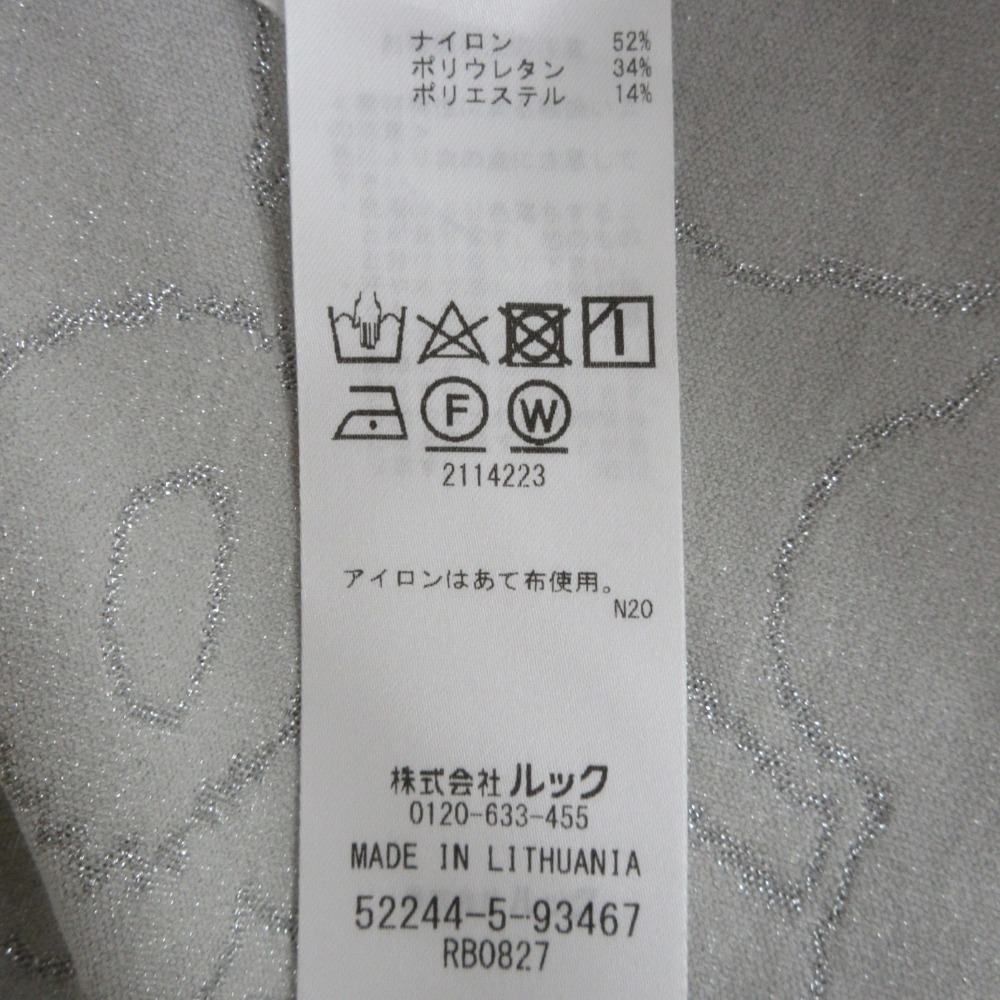 ナイロン 52%
ポリウレタン 34%
ポリエステル 14%
F W
2114223
アイロンはあて布使用。
N20
株式会社ルック
0120-633-455
MADE IN LITHUANIA
52244-5-93467
RB0827